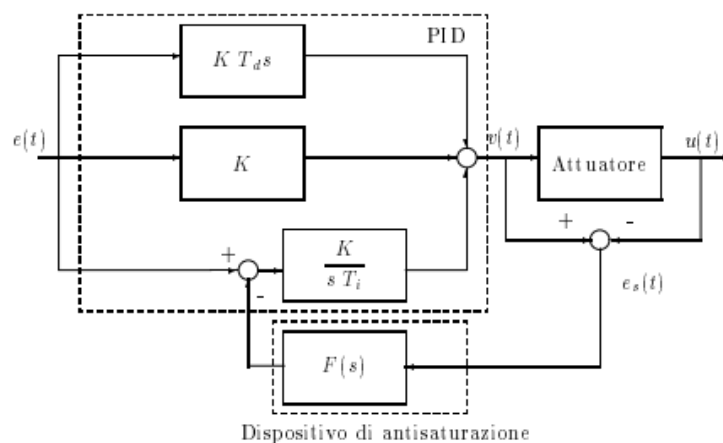 PID
K T_d s
e(t)
v(t)
u(t)
K
Attuatore
+
-
+
K
s T_i
-
e_s(t)
F(s)
Dispositivo di antisaturazione